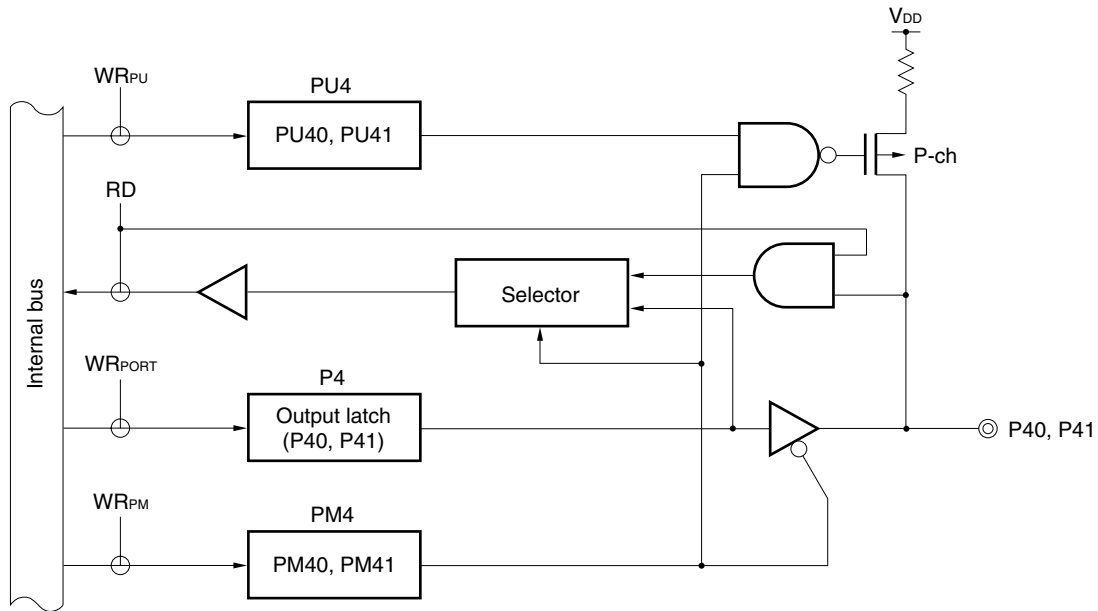 VDD
WRPU
PU4
PU40, PU41
P-ch
RD
Internal bus
Selector
WRPORT
P4
Output latch
(P40, P41)
P40, P41
WRPM
PM4
PM40, PM41